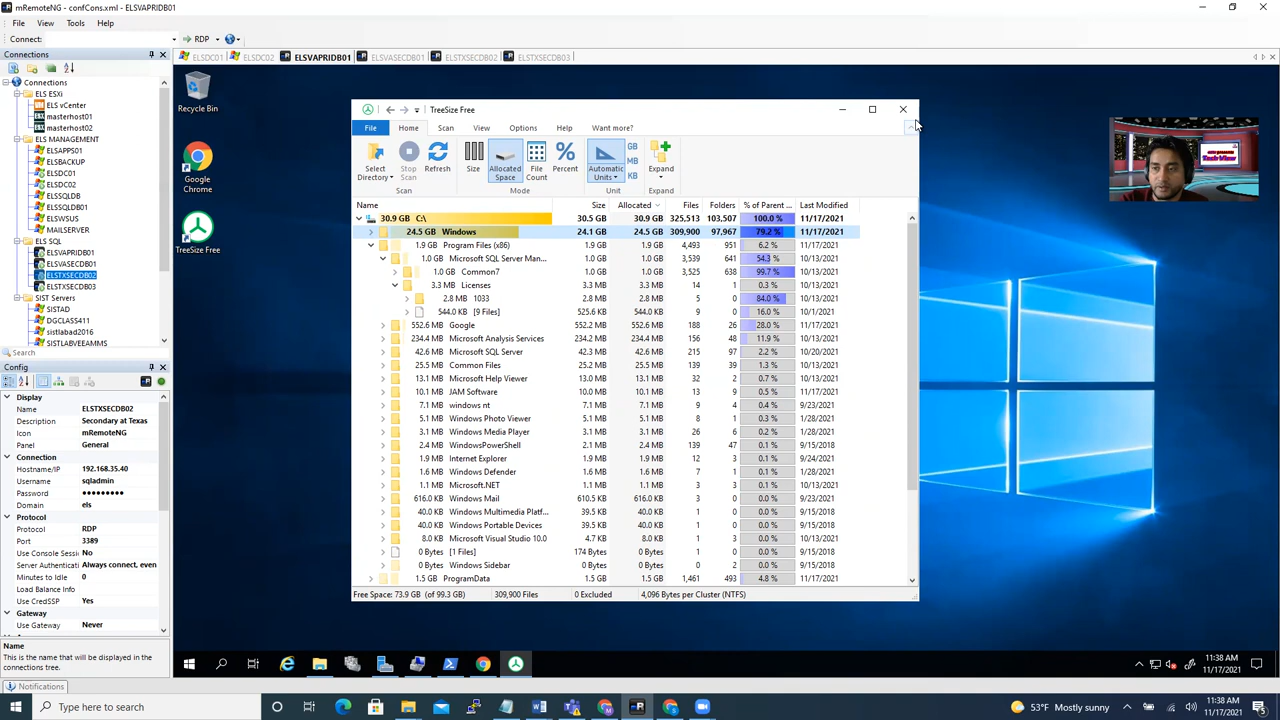 mRemoteNG - confCons.xml - ELSVAPRIDB01
File View Tools Help
Connect: RDP
Connections
Connections
ELS ESXi
ELS vCenter
masterhost01
masterhost02
ELS MANAGEMENT
ELSAPPS01
ELSBACKUP
ELSDC01
ELSDC02
ELSSQLDB
ELSSQLDB01
ELSWSUS
MAILSERVER
ELS SQL
ELSVAPRIDB01
ELSVASECDB01
ELSTXSECDB02
ELSTXSECDB03
SIST Servers
SISTAD
DGCLASS411
sistlabad2016
SISTLABVEEAMMS
Search
Config
Display
Name ELSTXSECDB02
Description Secondary at Texas
Icon mRemoteNG
Panel General
Connection
Hostname/IP 192.168.35.40
Username sqladmin
Password •••••••••
Domain els
Protocol
Protocol RDP
Port 3389
Use Console Sessi No
Server Authenticati Always connect, even
Minutes to Idle 0
Load Balance Info
Use CredSSP Yes
Gateway
Use Gateway Never
Name
This is the name that will be displayed in the
connections tree.
Notifications
ELSDC01 ELSDC02 ELSVAPRIDB01 ELSVASECDB01 ELSTXSECDB02 ELSTXSECDB03
Recycle Bin
Google
Chrome
TreeSize Free
TreeSize Free
File Home Scan View Options Help Want more?
Select
Directory
Stop
Scan
Refresh
Scan
Size
Allocated
Space
File
Count
Percent
Mode
Automatic
Units
GB
MB
KB
Unit
Expand
Expand
Name Size Allocated Files Folders % of Parent ... Last Modified
30.9 GB C:\ 30.5 GB 30.9 GB 325,513 103,507 100.0 % 11/17/2021
24.5 GB Windows 24.1 GB 24.5 GB 309,900 97,967 79.2 % 11/17/2021
1.9 GB Program Files (x86) 1.9 GB 1.9 GB 4,493 951 6.2 % 11/17/2021
1.0 GB Microsoft SQL Server Man... 1.0 GB 1.0 GB 3,539 641 54.3 % 10/13/2021
1.0 GB Common7 1.0 GB 1.0 GB 3,525 638 99.7 % 10/13/2021
3.3 MB Licenses 3.3 MB 3.3 MB 14 1 0.3 % 10/13/2021
2.8 MB 1033 2.8 MB 2.8 MB 5 0 84.0 % 10/13/2021
544.0 KB [9 Files] 525.6 KB 544.0 KB 9 0 16.0 % 10/1/2021
552.6 MB Google 552.2 MB 552.6 MB 188 26 28.0 % 11/17/2021
234.4 MB Microsoft Analysis Services 234.2 MB 234.4 MB 156 48 11.9 % 10/13/2021
42.6 MB Microsoft SQL Server 42.3 MB 42.6 MB 215 97 2.2 % 10/20/2021
25.5 MB Common Files 25.2 MB 25.5 MB 139 39 1.3 % 10/13/2021
13.1 MB Microsoft Help Viewer 13.0 MB 13.1 MB 32 2 0.7 % 10/13/2021
10.1 MB JAM Software 10.0 MB 10.1 MB 13 9 0.5 % 11/17/2021
7.1 MB windows nt 7.1 MB 7.1 MB 9 4 0.4 % 9/23/2021
5.1 MB Windows Photo Viewer 5.1 MB 5.1 MB 8 1 0.3 % 1/28/2021
2.6 MB Windows Media Player 2.6 MB 2.6 MB 26 6 0.1 % 1/28/2021
2.4 MB WindowsPowerShell 2.1 MB 2.4 MB 139 47 0.1 % 9/15/2018
1.9 MB Internet Explorer 1.9 MB 1.9 MB 12 3 0.1 % 9/24/2021
1.6 MB Windows Defender 1.6 MB 1.6 MB 7 1 0.1 % 1/28/2021
1.1 MB Microsoft.NET 1.1 MB 1.1 MB 3 3 0.1 % 10/13/2021
616.0 KB Windows Mail 610.5 KB 616.0 KB 3 0 0.0 % 9/23/2021
40.0 KB Windows Multimedia Platf... 39.5 KB 40.0 KB 1 0 0.0 % 9/15/2018
40.0 KB Windows Portable Devices 39.5 KB 40.0 KB 1 0 0.0 % 9/15/2018
8.0 KB Microsoft Visual Studio 10.0 4.7 KB 8.0 KB 1 3 0.0 % 10/13/2021
0 Bytes [1 Files] 174 Bytes 0 Bytes 1 0 0.0 % 9/15/2018
0 Bytes Windows Sidebar 0 Bytes 0 Bytes 0 2 0.0 % 9/15/2018
1.5 GB ProgramData 1.5 GB 1.5 GB 1,461 493 4.8 % 11/17/2021
Free Space: 73.9 GB (of 99.3 GB) 309,900 Files 0 Excluded 4,096 Bytes per Cluster (NTFS)
11:38 AM
11/17/2021
Type here to search
53°F Mostly sunny
11:38 AM
11/17/2021